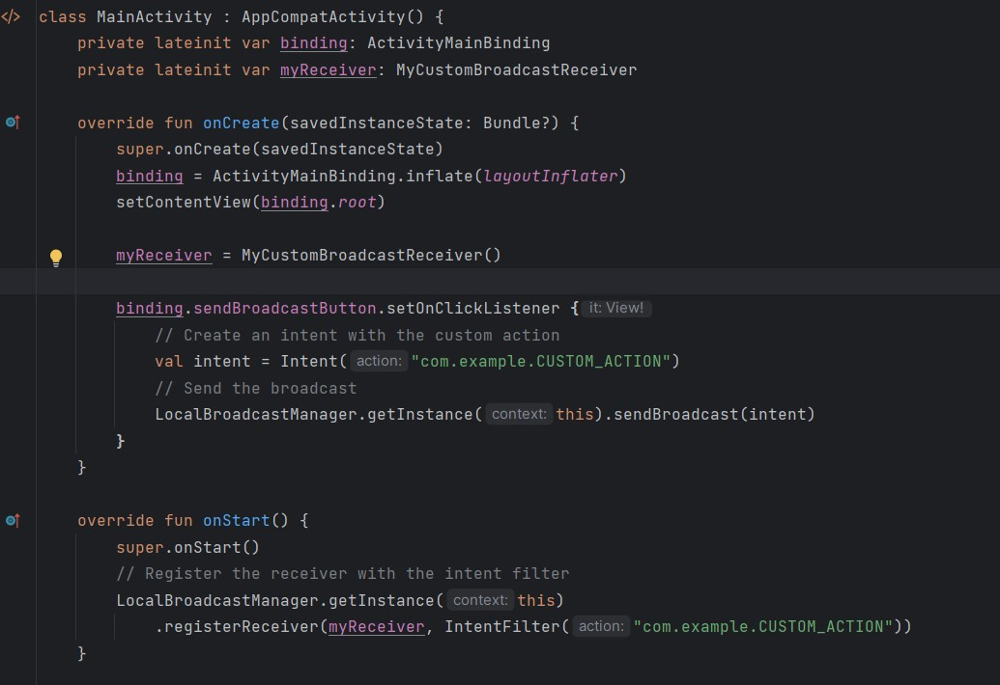 class MainActivity : AppCompatActivity() {
    private lateinit var binding: ActivityMainBinding
    private lateinit var myReceiver: MyCustomBroadcastReceiver

    override fun onCreate(savedInstanceState: Bundle?) {
        super.onCreate(savedInstanceState)
        binding = ActivityMainBinding.inflate(layoutInflater)
        setContentView(binding.root)

        myReceiver = MyCustomBroadcastReceiver()

        binding.sendBroadcastButton.setOnClickListener { it: View!
            // Create an intent with the custom action
            val intent = Intent( action: "com.example.CUSTOM_ACTION")
            // Send the broadcast
            LocalBroadcastManager.getInstance( context: this).sendBroadcast(intent)
        }
    }

    override fun onStart() {
        super.onStart()
        // Register the receiver with the intent filter
        LocalBroadcastManager.getInstance( context: this)
            .registerReceiver(myReceiver, IntentFilter( action: "com.example.CUSTOM_ACTION"))
    }